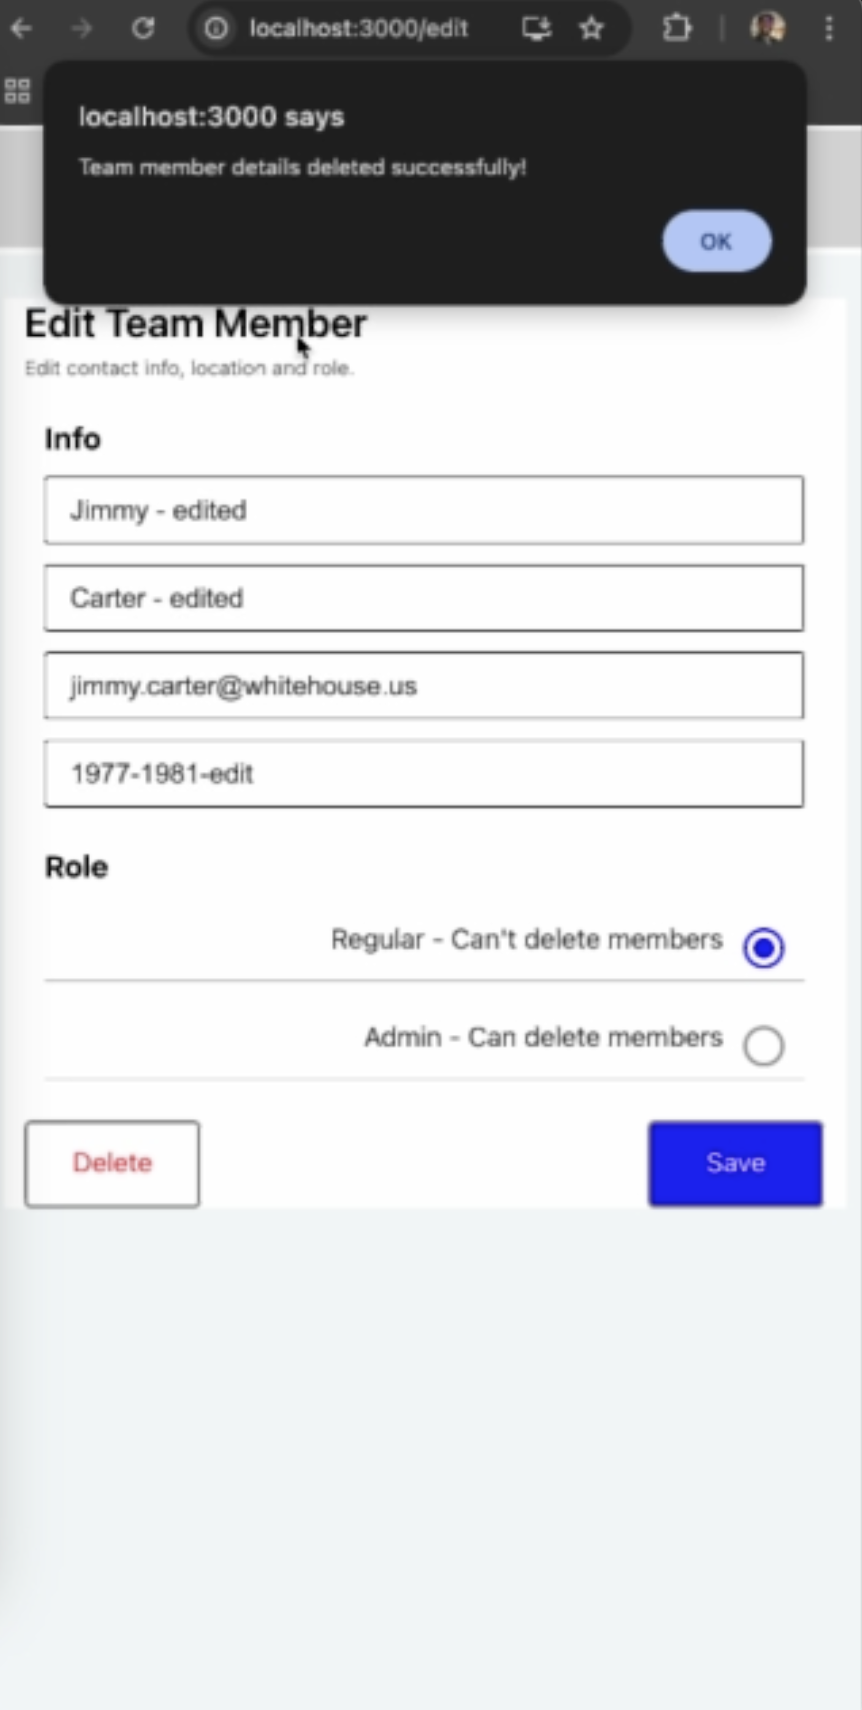 localhost:3000/edit
localhost:3000 says
Team member details deleted successfully!
OK
Edit Team Member
Edit contact info, location and role.
Info
Jimmy - edited
Carter - edited
jimmy.carter@whitehouse.us
1977-1981-edit
Role
Regular - Can't delete members
Admin - Can delete members
Delete
Save